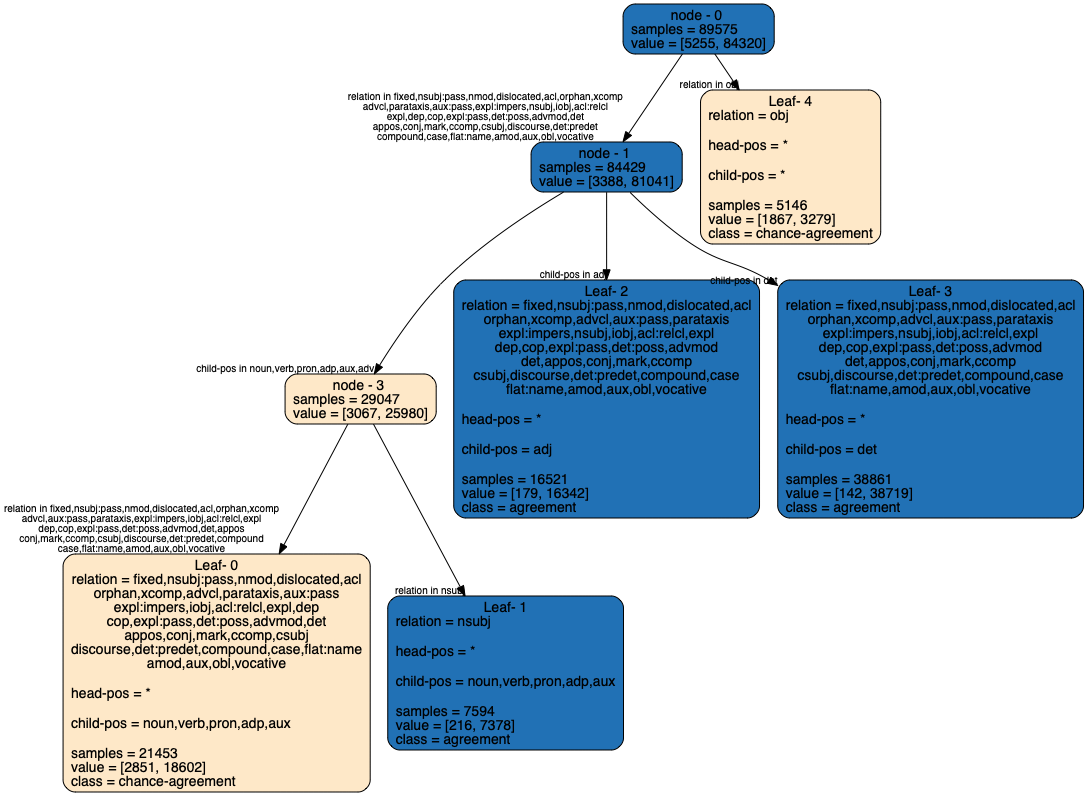 node - 0
samples = 89575
value = [5255, 84320]
relation in
relation in fixed,nsubj:pass,nmod,dislocated,acl,orphan,xcomp
advcl,parataxis,aux:pass,expl:impers,nsubj,iobj,acl:relcl
expl,dep,cop,expl:pass,det:poss,advmod,det
appos,conj,mark,ccomp,csubj,discourse,det:predet
compound,case,flat:name,amod,aux,obl,vocative
Leaf- 4
relation = obj
head-pos = *
child-pos = *
samples = 5146
value = [1867, 3279]
class = chance-agreement
node - 1
samples = 84429
value = [3388, 81041]
child-pos in
child-pos in
Leaf- 2
relation = fixed,nsubj:pass,nmod,dislocated,acl
orphan,xcomp,advcl,aux:pass,parataxis
expl:impers,nsubj,iobj,acl:relcl,expl
dep,cop,expl:pass,det:poss,advmod
det,appos,conj,mark,ccomp
csubj,discourse,det:predet,compound,case
flat:name,amod,aux,obl,vocative
head-pos = *
child-pos = adj
samples = 16521
value = [179, 16342]
class = agreement
Leaf- 3
relation = fixed,nsubj:pass,nmod,dislocated,acl
orphan,xcomp,advcl,aux:pass,parataxis
expl:impers,nsubj,iobj,acl:relcl,expl
dep,cop,expl:pass,det:poss,advmod
det,appos,conj,mark,ccomp
csubj,discourse,det:predet,compound,case
flat:name,amod,aux,obl,vocative
head-pos = *
child-pos = det
samples = 38861
value = [142, 38719]
class = agreement
child-pos in noun,verb,pron,adp,aux,adv
node - 3
samples = 29047
value = [3067, 25980]
relation in fixed,nsubj:pass,nmod,dislocated,acl,orphan,xcomp
advcl,aux:pass,parataxis,expl:impers,iobj,acl:relcl,expl
dep,cop,expl:pass,det:poss,advmod,det,appos
conj,mark,ccomp,csubj,discourse,det:predet,compound
case,flat:name,amod,aux,obl,vocative
Leaf- 0
relation = fixed,nsubj:pass,nmod,dislocated,acl
orphan,xcomp,advcl,parataxis,aux:pass
expl:impers,iobj,acl:relcl,expl,dep
cop,expl:pass,det:poss,advmod,det
appos,conj,mark,ccomp,csubj
discourse,det:predet,compound,case,flat:name
amod,aux,obl,vocative
head-pos = *
child-pos = noun,verb,pron,adp,aux
samples = 21453
value = [2851, 18602]
class = chance-agreement
relation in
Leaf- 1
relation = nsubj
head-pos = *
child-pos = noun,verb,pron,adp,aux
samples = 7594
value = [216, 7378]
class = agreement